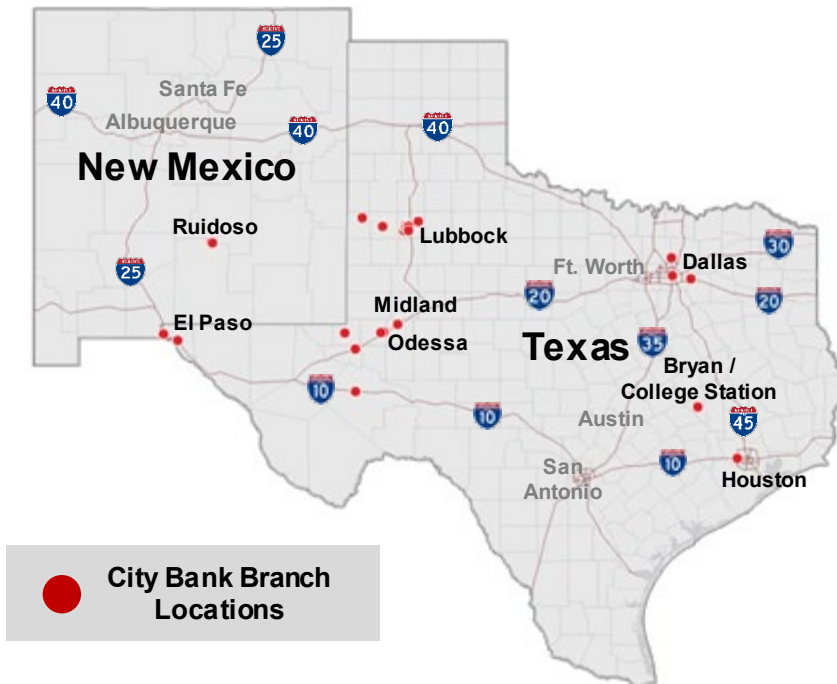 25
Santa Fe
40
Albuquerque
40
40
New Mexico
Ruidoso
Lubbock
25
Ft. Worth
Dallas
30
20
20
Midland
El Paso
Odessa
Texas
35
Bryan /
College Station
10
10
Austin
45
San
Antonio
10
Houston
City Bank Branch
Locations